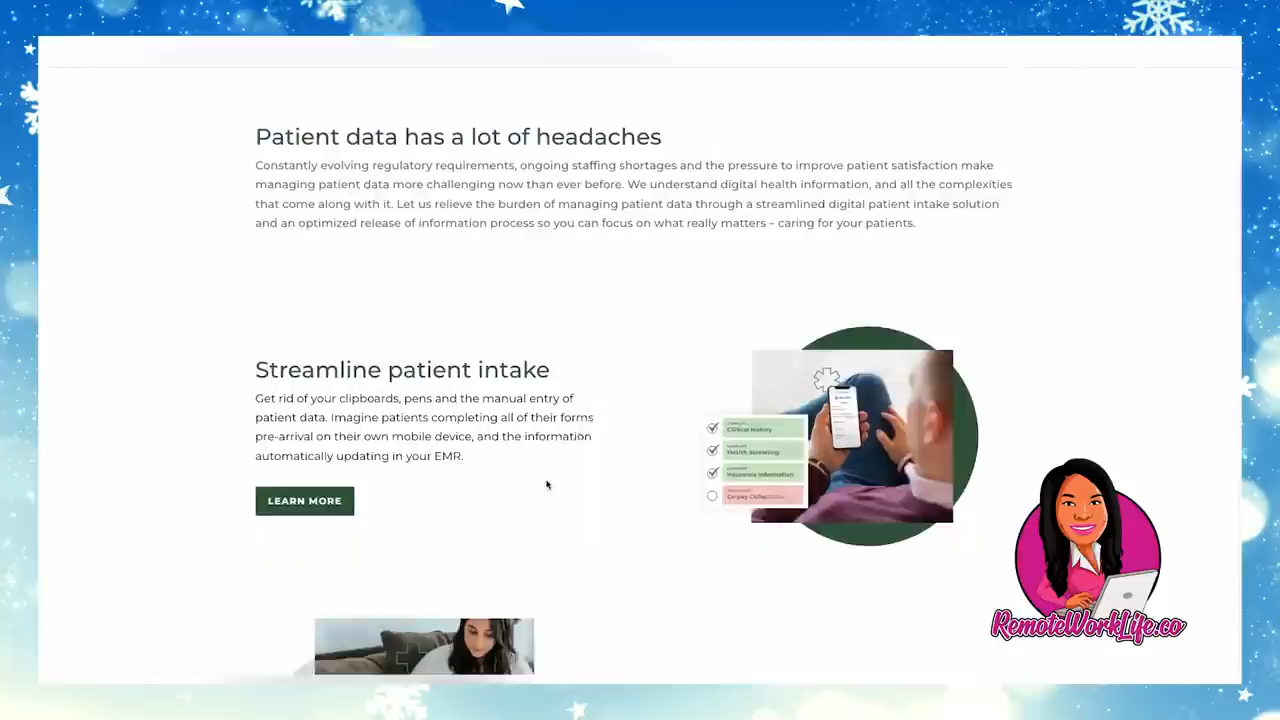 Patient data has a lot of headaches
Constantly evolving regulatory requirements, ongoing staffing shortages and the pressure to improve patient satisfaction make
managing patient data more challenging now than ever before. We understand digital health information, and all the complexities
that come along with it. Let us relieve the burden of managing patient data through a streamlined digital patient intake solution
and an optimized release of information process so you can focus on what really matters – caring for your patients.
Streamline patient intake
Get rid of your clipboards, pens and the manual entry of
patient data. Imagine patients completing all of their forms
pre-arrival on their own mobile device, and the information
automatically updating in your EMR.
LEARN MORE
Clinical History
Health Screening
Insurance Information
RemoteWorkLife.co